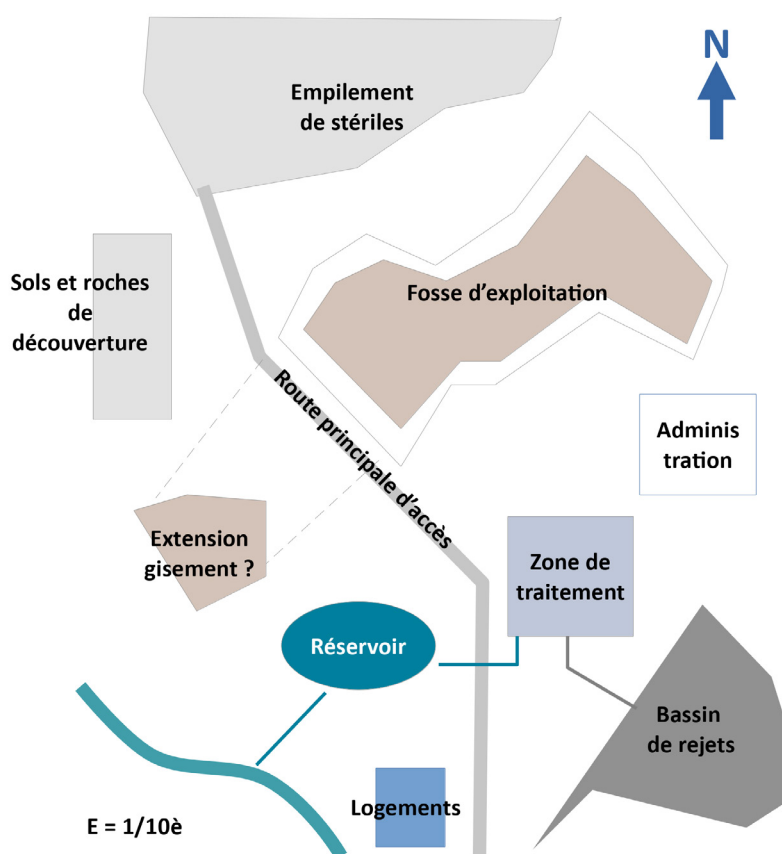 N
Empilement
de stériles
Sols et roches
de
découverte
Fosse d’exploitation
Route principale d’accès
Adminis
tration
Extension
gisement ?
Zone de
traitement
Réservoir
Bassin
de rejets
Logements
E = 1/10è